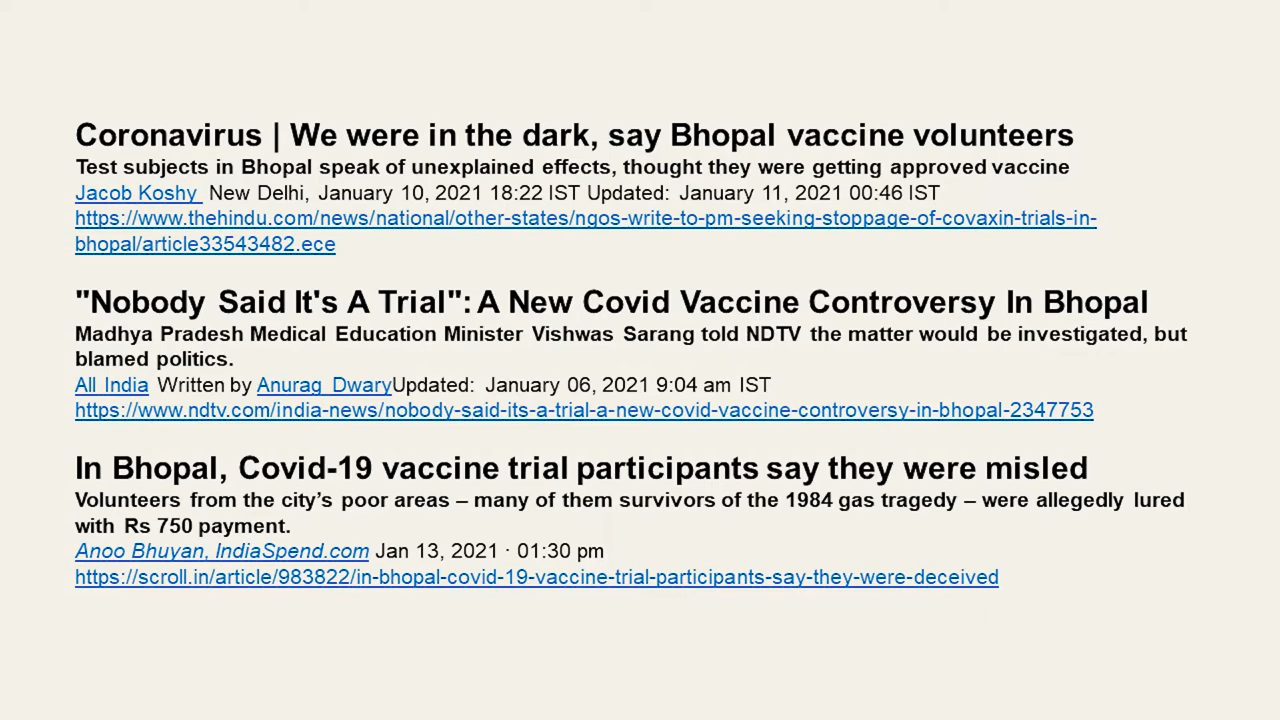 Coronavirus | We were in the dark, say Bhopal vaccine volunteers
Test subjects in Bhopal speak of unexplained effects, thought they were getting approved vaccine
Jacob Koshy New Delhi, January 10, 2021 18:22 IST Updated: January 11, 2021 00:46 IST
https://www.thehindu.com/news/national/other-states/ngos-write-to-pm-seeking-stoppage-of-covaxin-trials-in-
bhopal/article33543482.ece
"Nobody Said It's A Trial": A New Covid Vaccine Controversy In Bhopal
Madhya Pradesh Medical Education Minister Vishwas Sarang told NDTV the matter would be investigated, but
blamed politics.
All India Written by Anurag DwaryUpdated: January 06, 2021 9:04 am IST
https://www.ndtv.com/india-news/nobody-said-its-a-trial-a-new-covid-vaccine-controversy-in-bhopal-2347753
In Bhopal, Covid-19 vaccine trial participants say they were misled
Volunteers from the city’s poor areas – many of them survivors of the 1984 gas tragedy – were allegedly lured
with Rs 750 payment.
Anoo Bhuyan, IndiaSpend.com Jan 13, 2021 · 01:30 pm
https://scroll.in/article/983822/in-bhopal-covid-19-vaccine-trial-participants-say-they-were-deceived